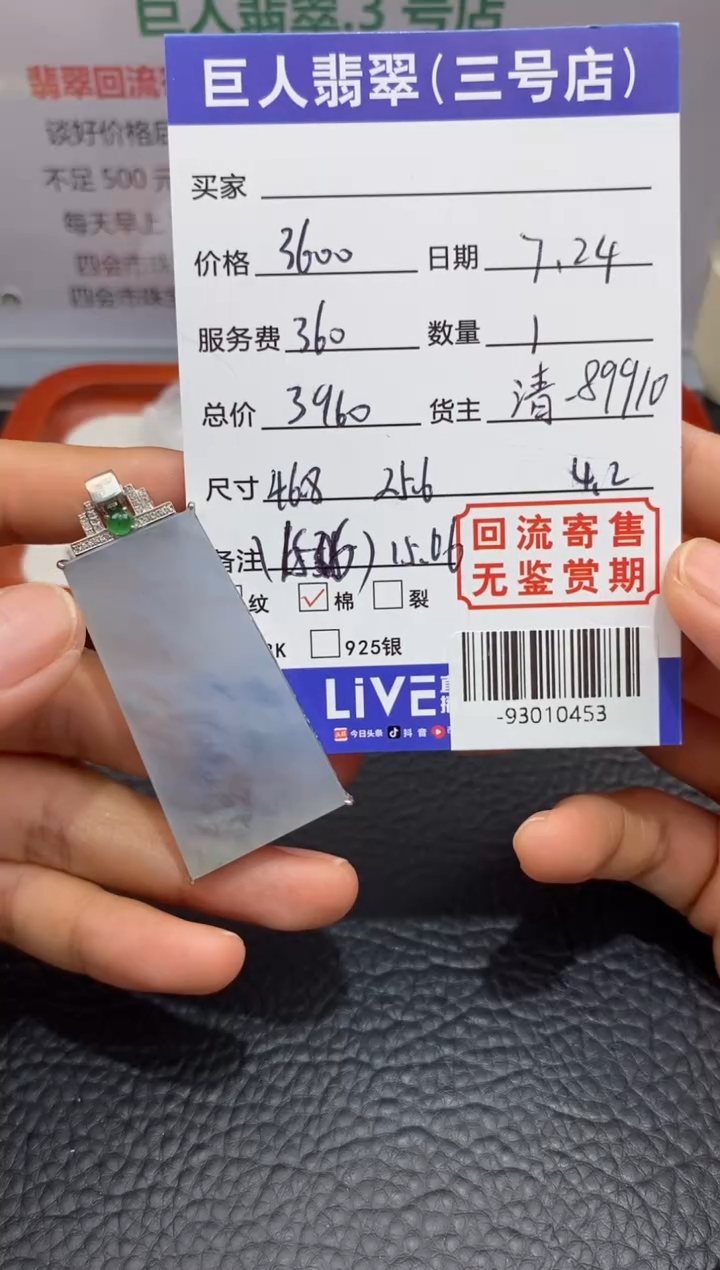 巨人翡翠.3号店
翡翠回流
谈好价格后
不足500元
每天早上
四会市珠
四会市珠宝
巨人翡翠(三号店)
买家
价格 3600 日期 7.24
服务费 360 数量 1
总价 3960 货主 清-89910
尺寸 46.8 25.6 4.2
备注 ( ) 15.06
纹 ✓棉 裂
K 925银
回流寄售
无鉴赏期
LiVE
今日头条 抖音
-93010453